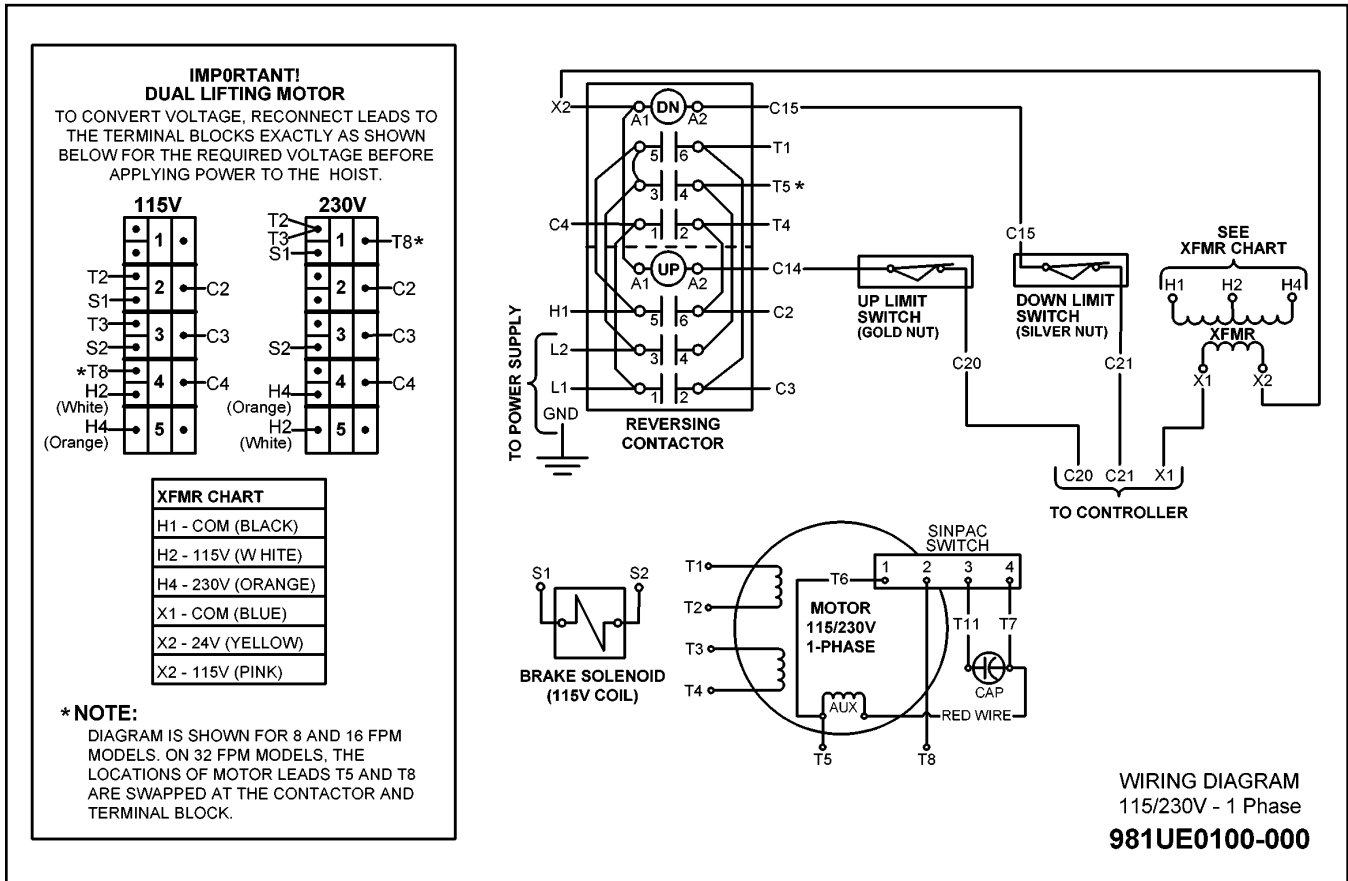 IMP0RTANT!
DUAL LIFTING MOTOR
TO CONVERT VOLTAGE, RECONNECT LEADS TO
THE TERMINAL BLOCKS EXACTLY AS SHOWN
BELOW FOR THE REQUIRED VOLTAGE BEFORE
APPLYING POWER TO THE HOIST.
115V
1
T2
S1
2
C2
T3
S2
3
C3
*T8
H2
(White)
4
C4
H4
(Orange)
5
230V
T2
T3
S1
1
T8*
2
C2
S2
3
C3
H4
(Orange)
4
C4
H2
(White)
5
XFMR CHART
H1 - COM (BLACK)
H2 - 115V (W HITE)
H4 - 230V (ORANGE)
X1 - COM (BLUE)
X2 - 24V (YELLOW)
X2 - 115V (PINK)
*NOTE:
DIAGRAM IS SHOWN FOR 8 AND 16 FPM
MODELS. ON 32 FPM MODELS, THE
LOCATIONS OF MOTOR LEADS T5 AND T8
ARE SWAPPED AT THE CONTACTOR AND
TERMINAL BLOCK.
X2
A1
DN
A2
C15
5
6
T1
3
4
T5*
C4
1
2
T4
A1
UP
A2
C14
H1
5
6
C2
L2
3
4
L1
1
2
C3
GND
TO POWER SUPPLY
REVERSING
CONTACTOR
UP LIMIT
SWITCH
(GOLD NUT)
C20
C15
DOWN LIMIT
SWITCH
(SILVER NUT)
C21
SEE
XFMR CHART
H1
H2
H4
XFMR
X1
X2
C20
C21
X1
TO CONTROLLER
S1
S2
BRAKE SOLENOID
(115V COIL)
T1
T2
T3
T4
MOTOR
115/230V
1-PHASE
SINPAC
SWITCH
1
2
3
4
T6
T11
T7
CAP
AUX
RED WIRE
T5
T8
WIRING DIAGRAM
115/230V - 1 Phase
981UE0100-000